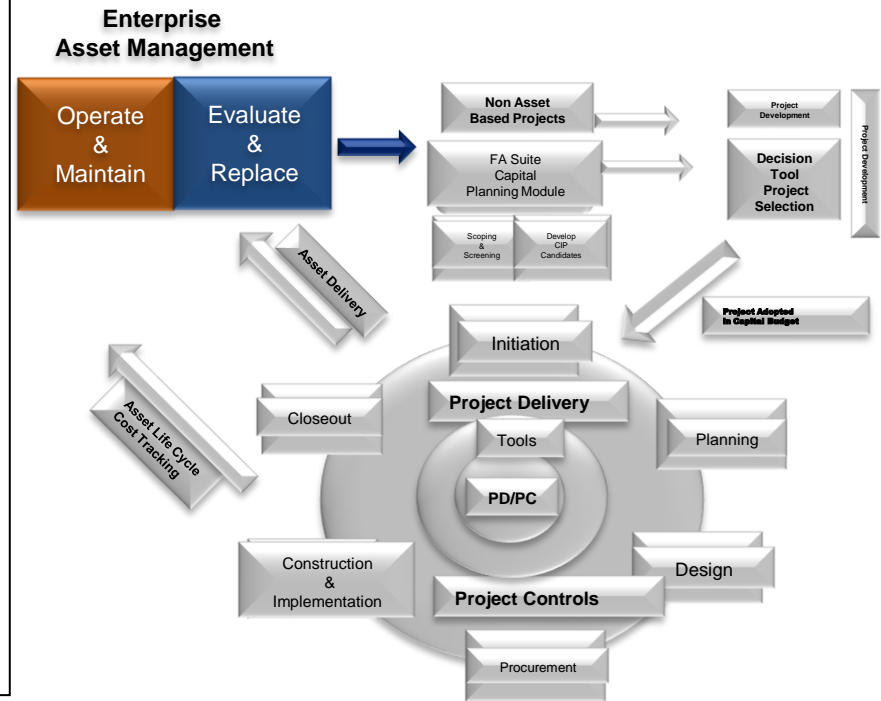 Enterprise
Asset Management
Operate
&
Maintain
Evaluate
&
Replace
Non Asset
Based Projects
FA Suite
Capital
Planning Module
Scoping
&
Screening
Develop
CIP
Candidates
Project
Development
Decision
Tool
Project
Selection
Project Development
Project Adopted
In Capital Budget
Asset Delivery
Asset Life Cycle
Cost Tracking
Initiation
Project Delivery
Closeout
Tools
Planning
PD/PC
Construction
&
Implementation
Design
Project Controls
Procurement